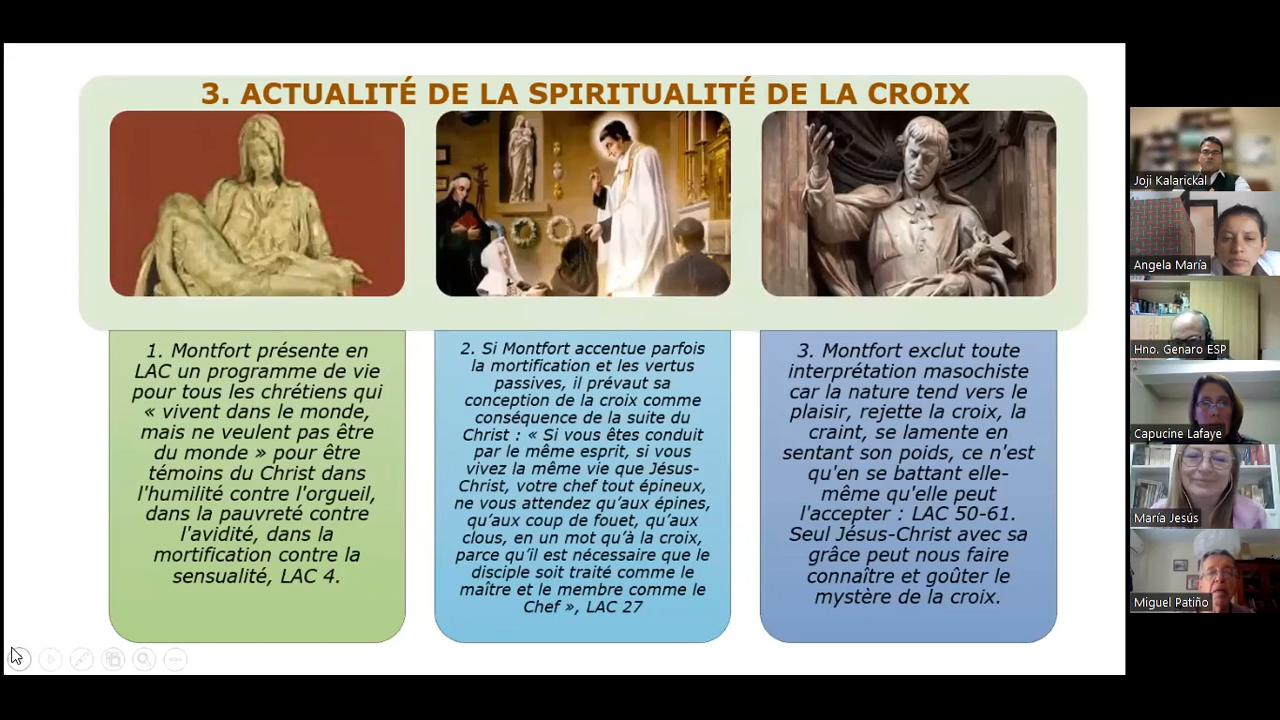 3. ACTUALITÉ DE LA SPIRITUALITÉ DE LA CROIX
1. Montfort présente en
LAC un programme de vie
pour tous les chrétiens qui
« vivent dans le monde,
mais ne veulent pas être
du monde » pour être
témoins du Christ dans
l'humilité contre l'orgueil,
dans la pauvreté contre
l'avidité, dans la
mortification contre la
sensualité, LAC 4.
2. Si Montfort accentue parfois
la mortification et les vertus
passives, il prévaut sa
conception de la croix comme
conséquence de la suite du
Christ : « Si vous êtes conduit
par le même esprit, si vous
vivez la même vie que Jésus-
Christ, votre chef tout épineux,
ne vous attendez qu'aux épines,
qu'aux coup de fouet, qu'aux
clous, en un mot qu'à la croix,
parce qu'il est nécessaire que le
disciple soit traité comme le
maître et le membre comme le
Chef », LAC 27
3. Montfort exclut toute
interprétation masochiste
car la nature tend vers le
plaisir, rejette la croix, la
craint, se lamente en
sentant son poids, ce n'est
qu'en se battant elle-
même qu'elle peut
l'accepter : LAC 50-61.
Seul Jésus-Christ avec sa
grâce peut nous faire
connaître et goûter le
mystère de la croix.
Joji Kalarickal
Angela María
Hno. Genaro ESP
Capucine Lafaye
María Jesús
Miguel Patiño